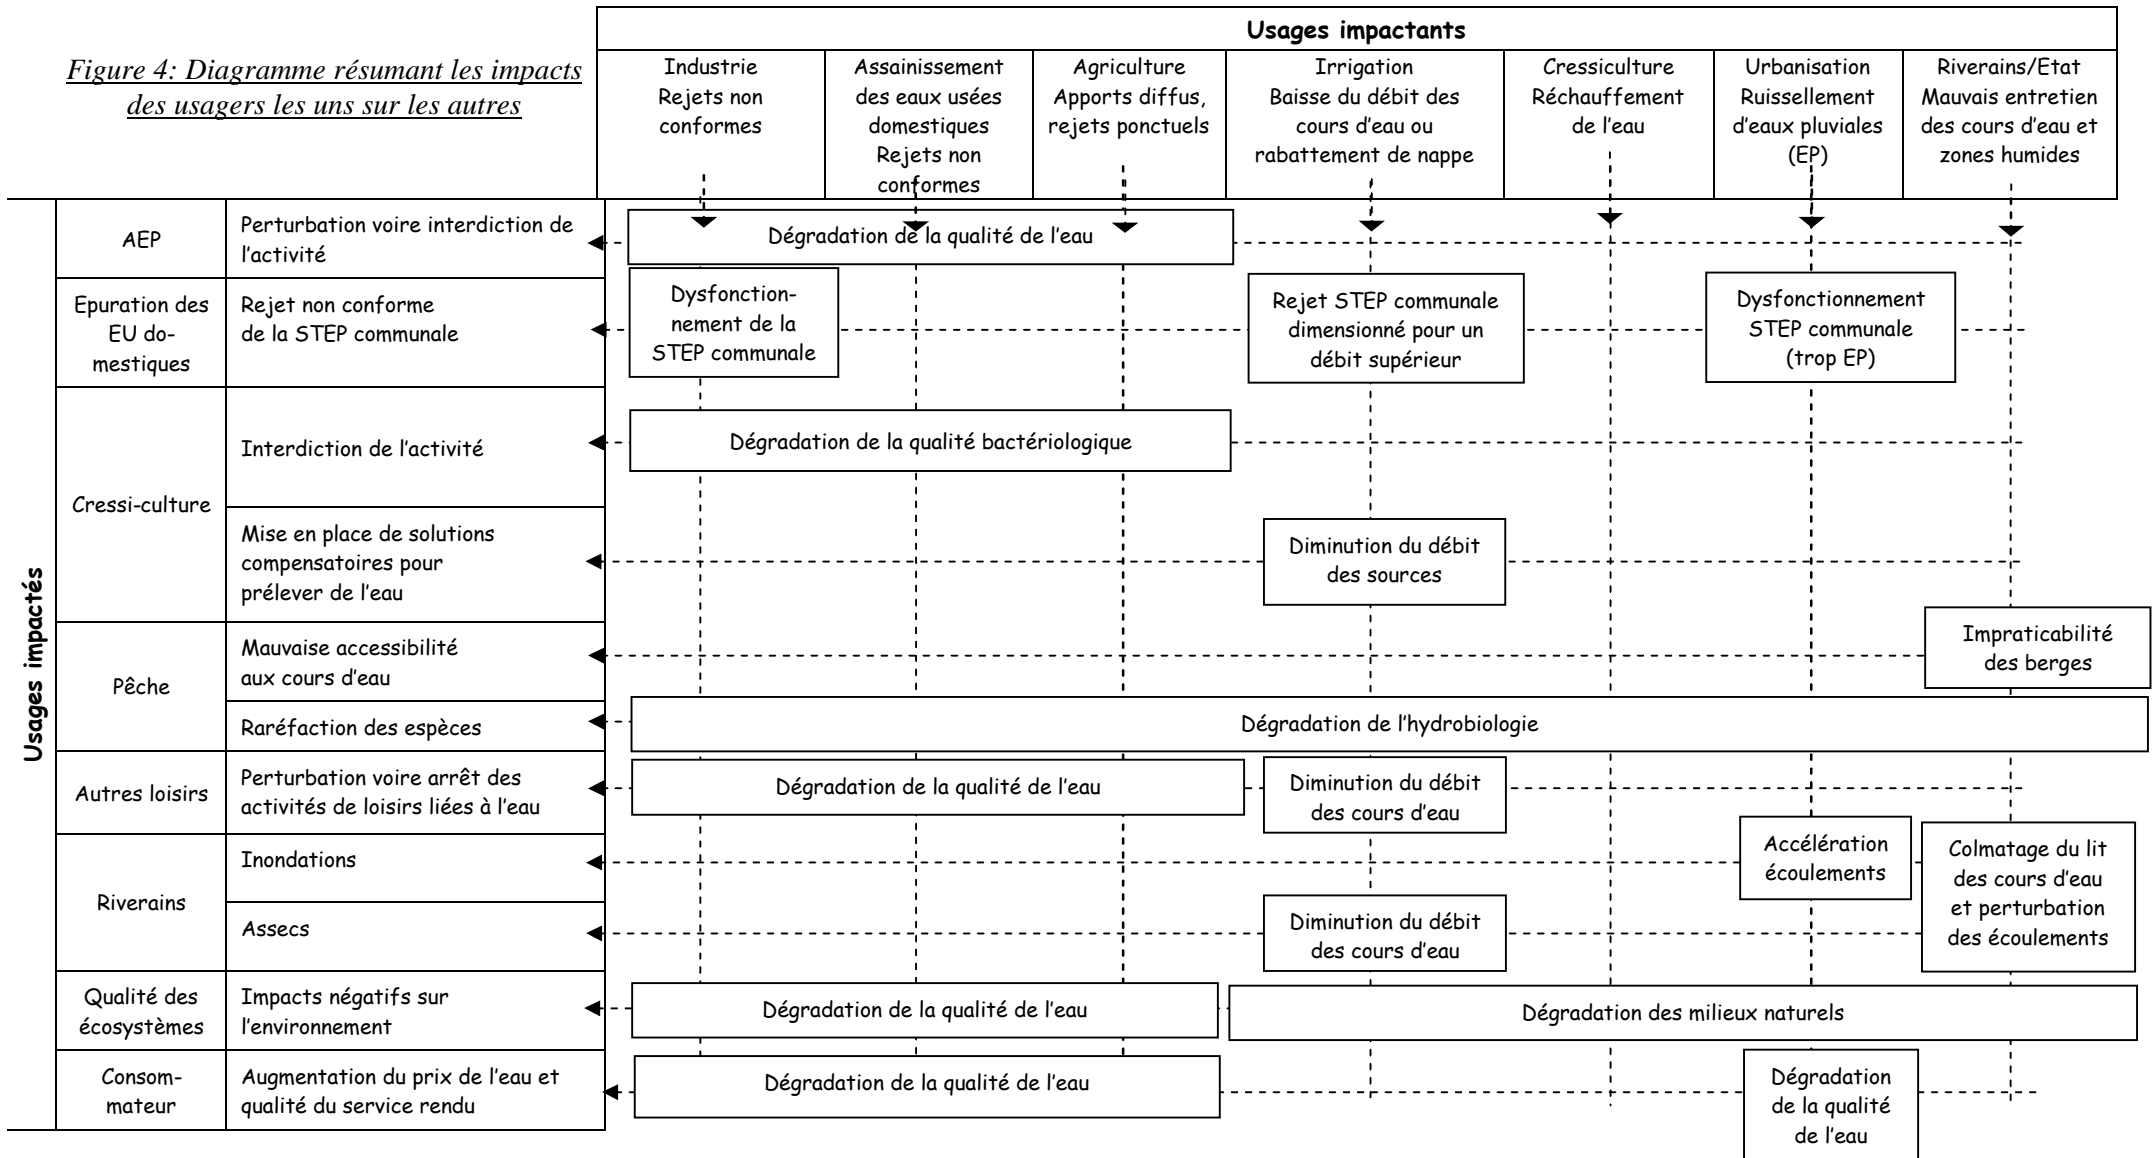 Figure 4: Diagramme résumant les impacts
des usagers les uns sur les autres
Usages impactants
Industrie
Rejets non
conformes
Assainissement
des eaux usées
domestiques
Rejets non
conformes
Agriculture
Apports diffus,
rejets ponctuels
Irrigation
Baisse du débit des
cours d'eau ou
rabattement de nappe
Cressiculture
Réchauffement
de l'eau
Urbanisation
Ruissellement
d'eaux pluviales
(EP)
Riverains/Etat
Mauvais entretien
des cours d'eau et
zones humides
Usages impactés
AEP
Perturbation voire interdiction de
l'activité
Dégradation de la qualité de l'eau
Epuration des
EU do-
mestiques
Rejet non conforme
de la STEP communale
Dysfonction-
nement de la
STEP communale
Rejet STEP communale
dimensionné pour un
débit supérieur
Dysfonctionnement
STEP communale
(trop EP)
Cressi-culture
Interdiction de l'activité
Dégradation de la qualité bactériologique
Mise en place de solutions
compensatoires pour
prélever de l'eau
Diminution du débit
des sources
Pêche
Mauvaise accessibilité
aux cours d'eau
Impraticabilité
des berges
Raréfaction des espèces
Dégradation de l'hydrobiologie
Autres loisirs
Perturbation voire arrêt des
activités de loisirs liées à l'eau
Dégradation de la qualité de l'eau
Diminution du débit
des cours d'eau
Riverains
Inondations
Accélération
écoulements
Colmatage du lit
des cours d'eau
et perturbation
des écoulements
Assecs
Diminution du débit
des cours d'eau
Qualité des
écosystèmes
Impacts négatifs sur
l'environnement
Dégradation de la qualité de l'eau
Dégradation des milieux naturels
Consom-
mateur
Augmentation du prix de l'eau et
qualité du service rendu
Dégradation de la qualité de l'eau
Dégradation
de la qualité
de l'eau